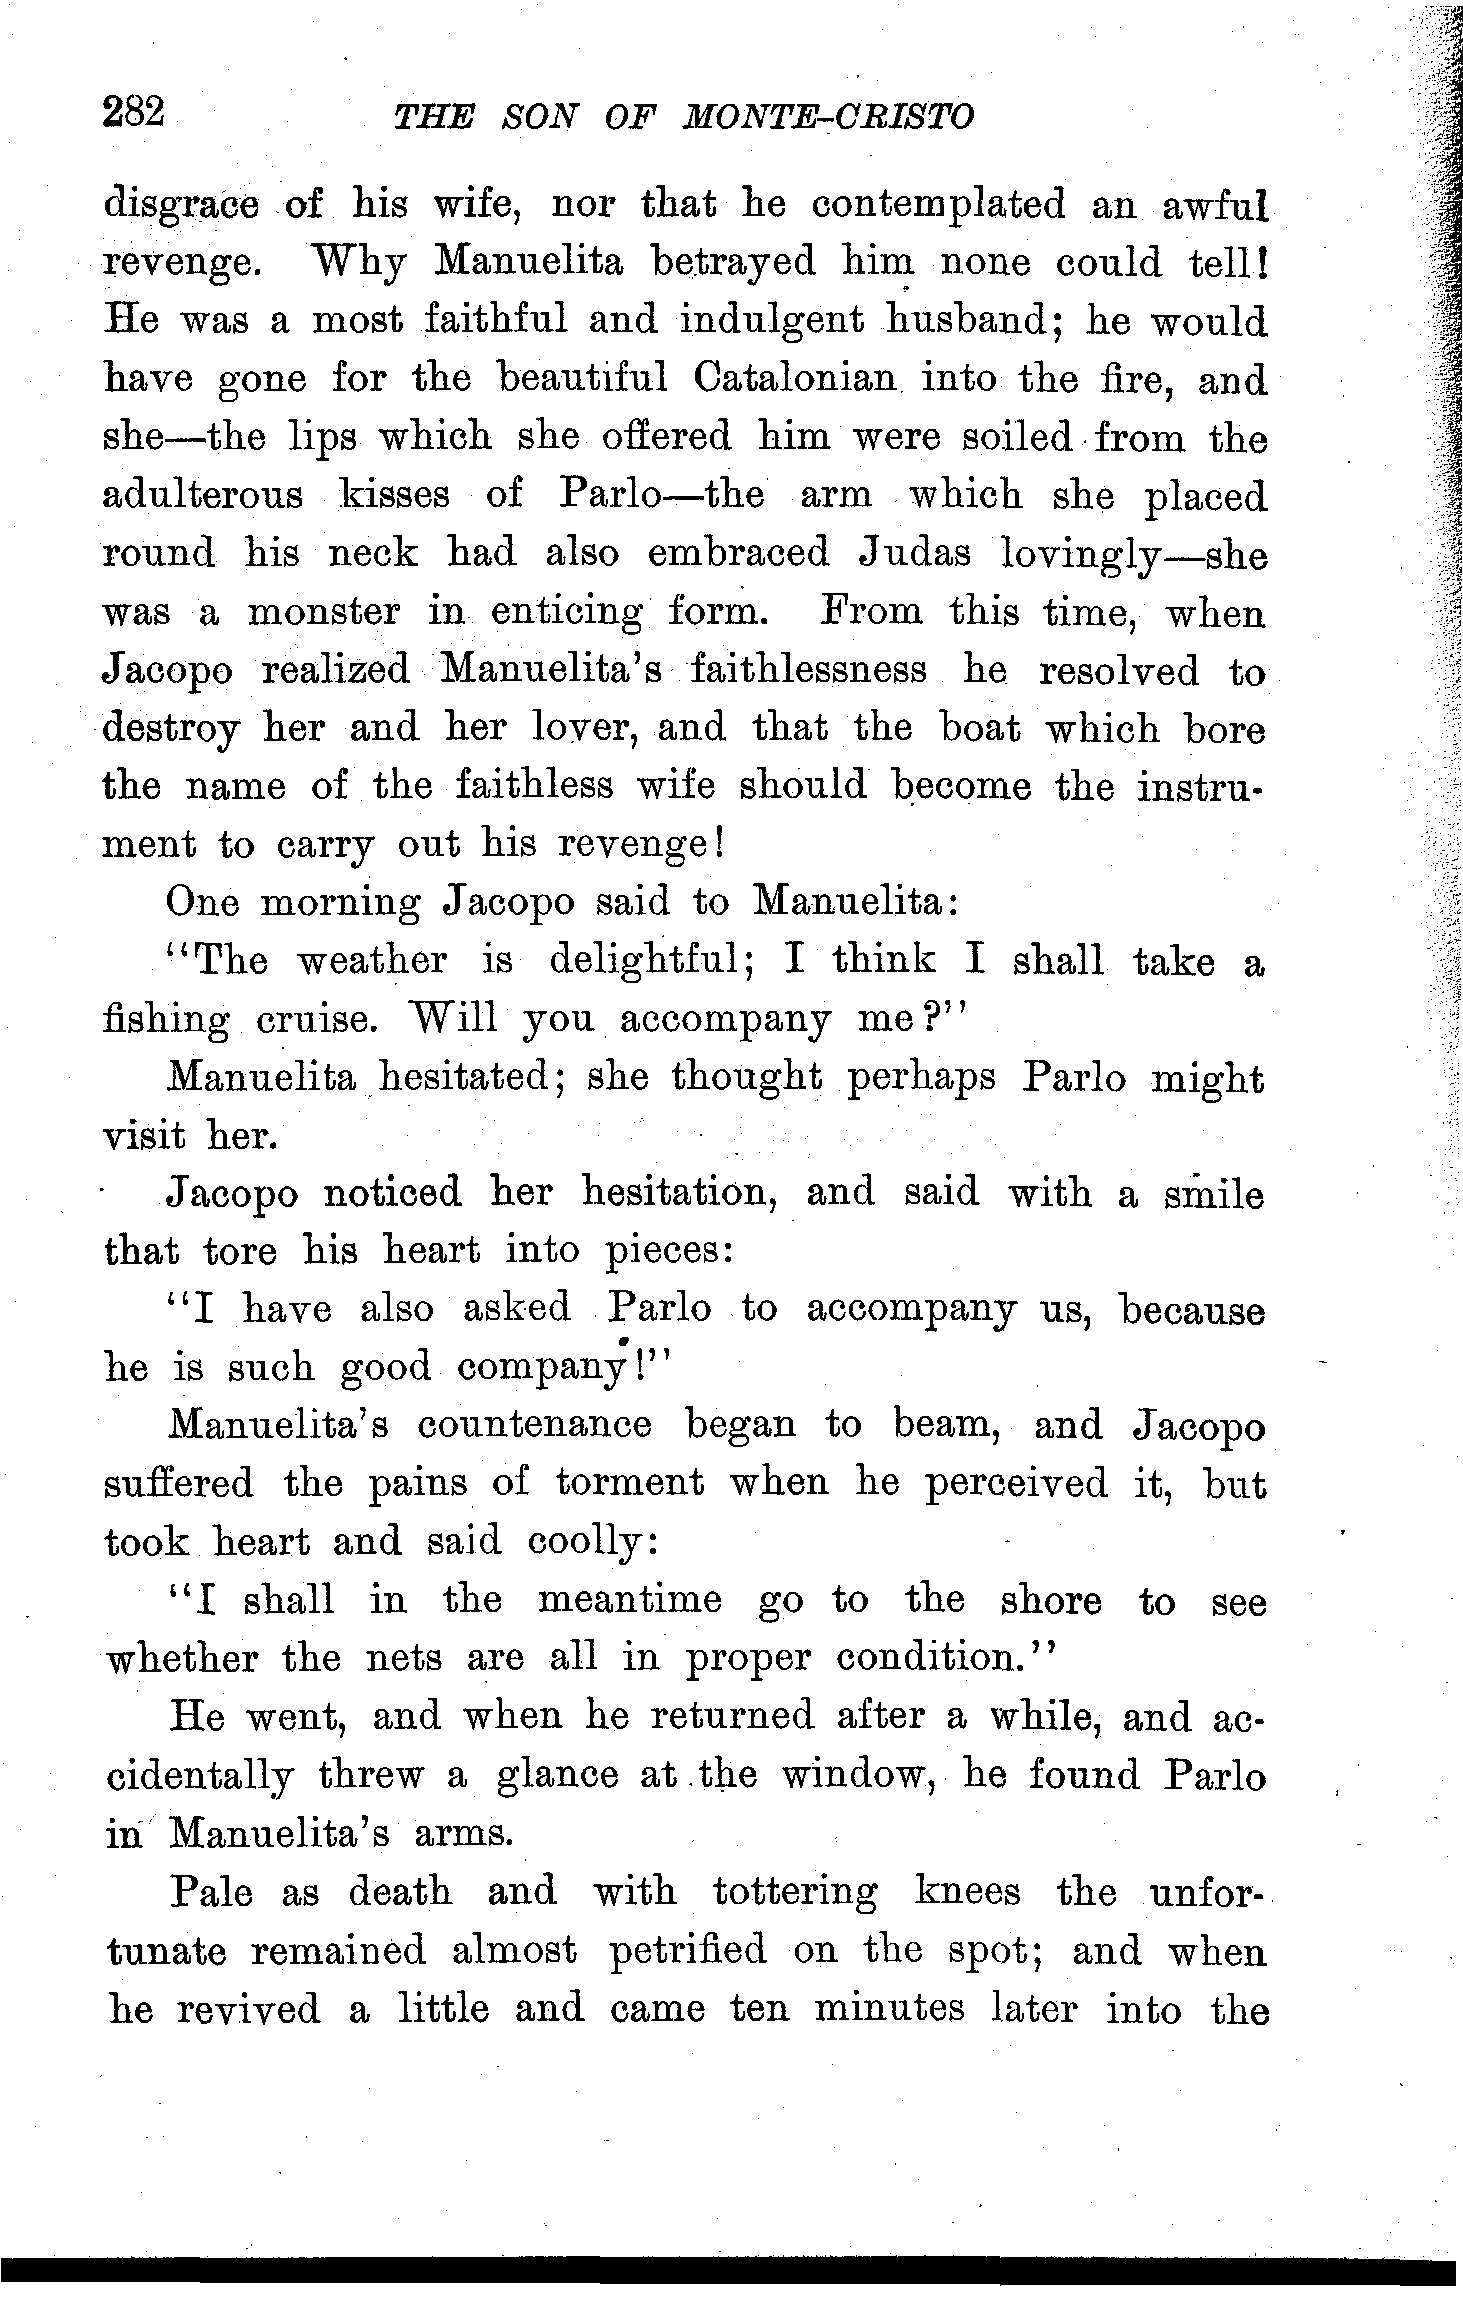 282 THE SON OF MONTE-CRISTO
disgrace of his wife, nor that he contemplated an awful
revenge. Why Manuelita betrayed him none could tell!
He was a most faithful and indulgent husband; he would
have gone for the beautiful Catalonian into the fire, and
she—the lips which she offered him were soiled from the
adulterous kisses of Parlo—the arm which she placed
round his neck had also embraced Judas lovingly—she
was a monster in enticing form. From this time, when
Jacopo realized Manuelita's faithlessness he resolved to
destroy her and her lover, and that the boat which bore
the name of the faithless wife should become the instru-
ment to carry out his revenge!
One morning Jacopo said to Manuelita:
"The weather is delightful; I think I shall take a
fishing cruise. Will you accompany me?"
Manuelita hesitated; she thought perhaps Parlo might
visit her.
Jacopo noticed her hesitation, and said with a smile
that tore his heart into pieces:
"I have also asked Parlo to accompany us, because
he is such good company!"
Manuelita's countenance began to beam, and Jacopo
suffered the pains of torment when he perceived it, but
took heart and said coolly:
"I shall in the meantime go to the shore to see
whether the nets are all in proper condition."
He went, and when he returned after a while, and ac-
cidentally threw a glance at the window, he found Parlo
in Manuelita's arms.
Pale as death and with tottering knees the unfor-
tunate remained almost petrified on the spot; and when
he revived a little and came ten minutes later into the